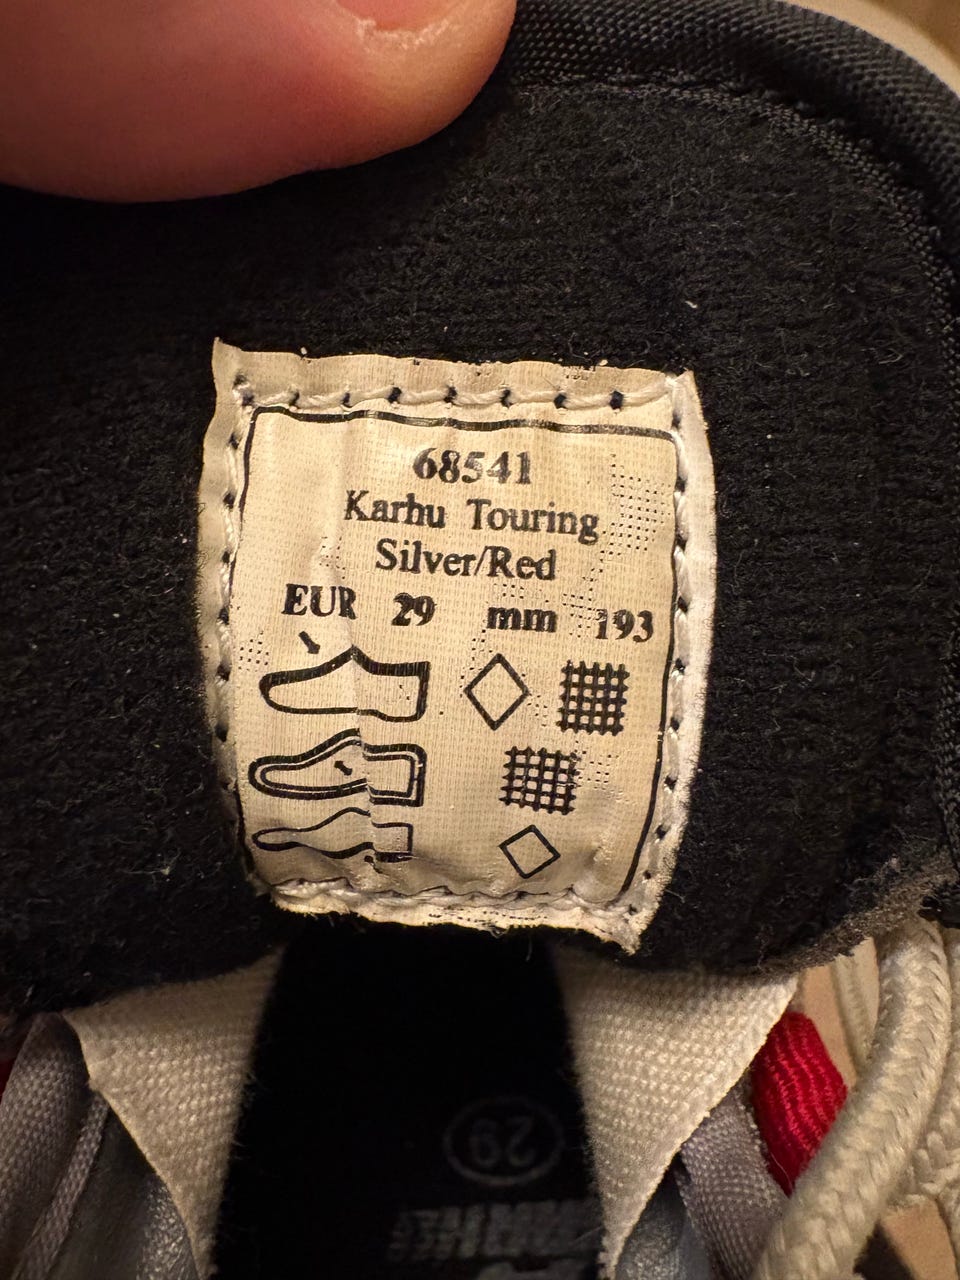 68541
Karhu Touring
Silver/Red
EUR 29 mm 193
29